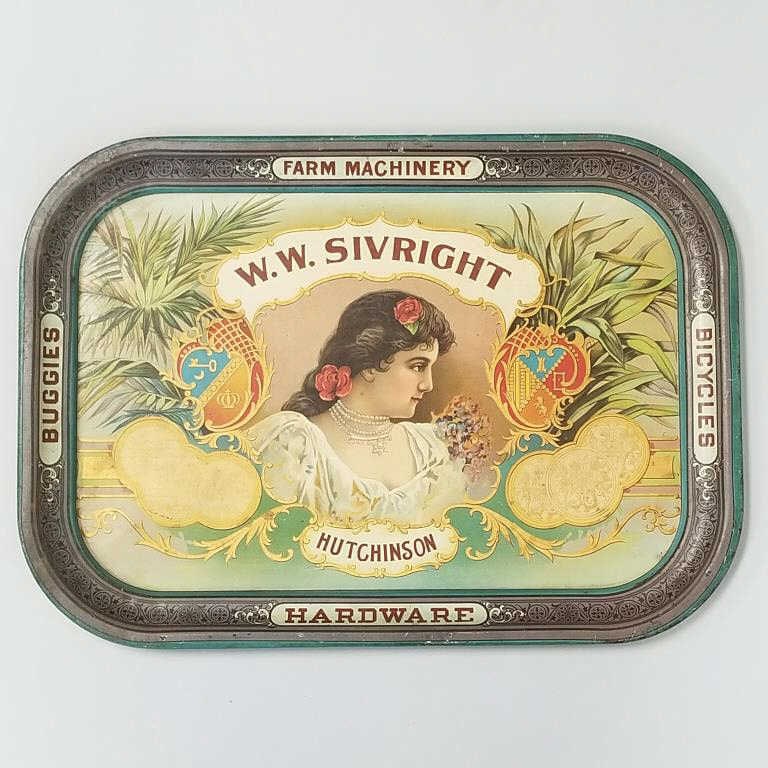 FARM MACHINERY
W.W. SIVRIGHT
BUGGIES
BICYCLES
HUTCHINSON
HARDWARE